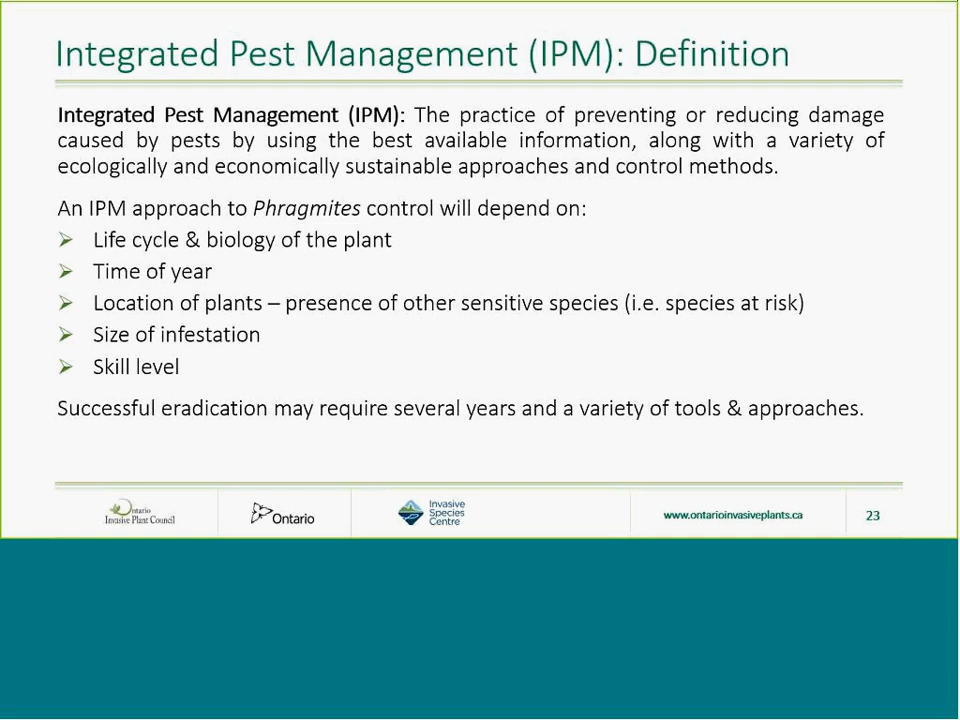 Integrated Pest Management (IPM): Definition
Integrated Pest Management (IPM): The practice of preventing or reducing damage
caused by pests by using the best available information, along with a variety of
ecologically and economically sustainable approaches and control methods.
An IPM approach to Phragmites control will depend on:
➢ Life cycle & biology of the plant
➢ Time of year
➢ Location of plants – presence of other sensitive species (i.e. species at risk)
➢ Size of infestation
➢ Skill level
Successful eradication may require several years and a variety of tools & approaches.
Ontario
Invasive Plant Council
Ontario
Invasive
Species
Centre
www.ontarioinvasiveplants.ca
23